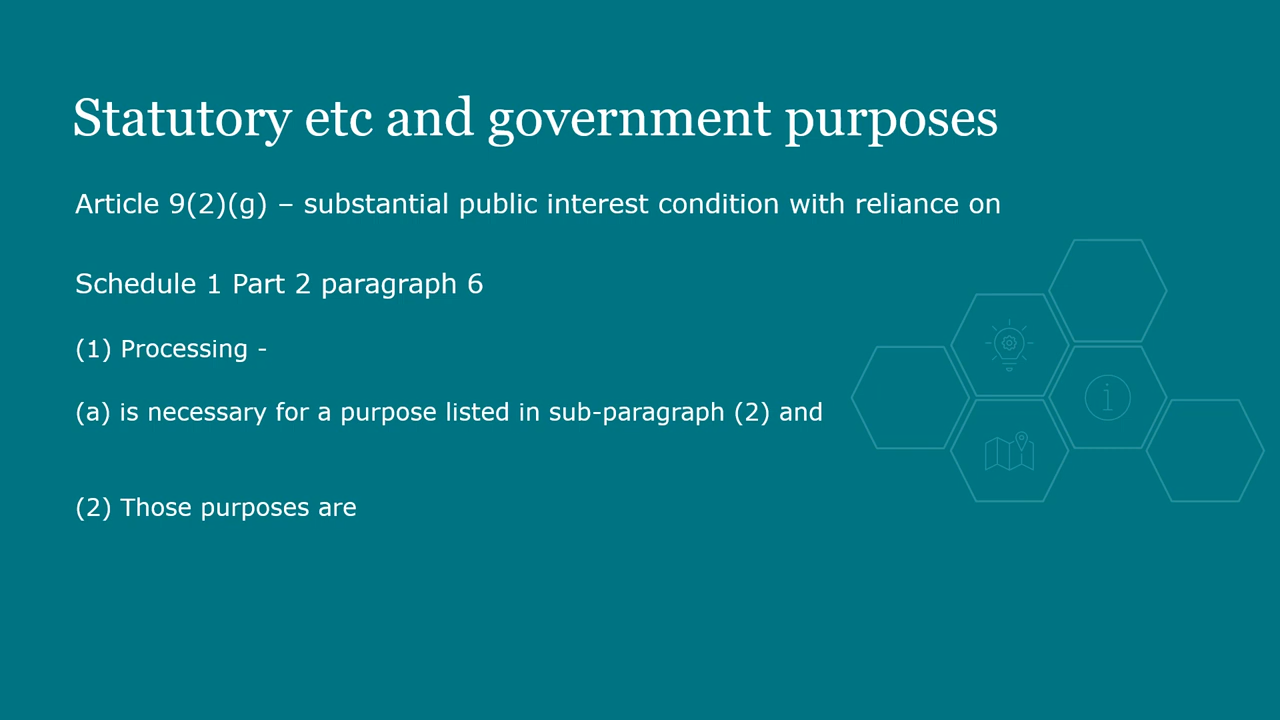 Statutory etc and government purposes
Article 9(2)(g) – substantial public interest condition with reliance on
Schedule 1 Part 2 paragraph 6
(1) Processing -
(a) is necessary for a purpose listed in sub-paragraph (2) and
(2) Those purposes are